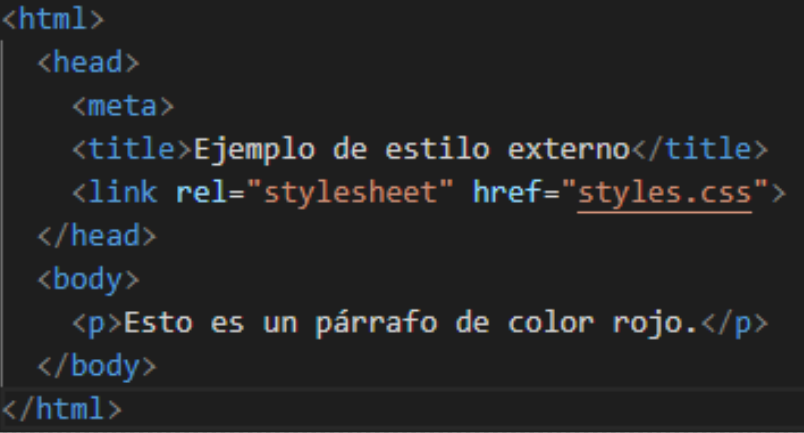 <html>
<head>
<meta>
<title>Ejemplo de estilo externo</title>
<link rel="stylesheet" href="styles.css">
</head>
<body>
<p>Esto es un párrafo de color rojo.</p>
</body>
</html>